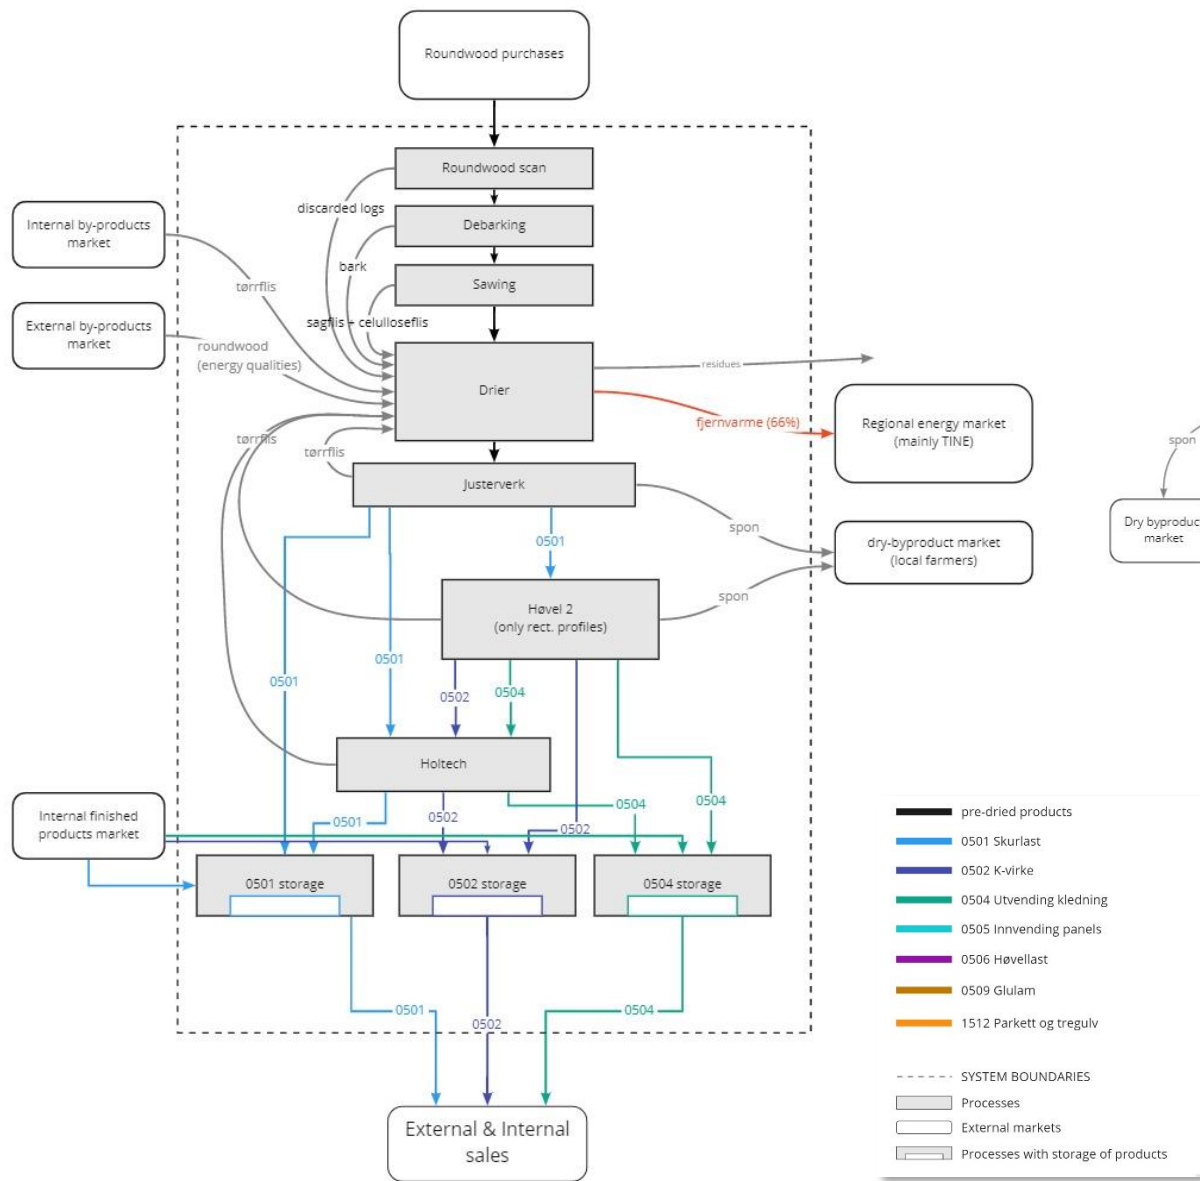 Roundwood purchases
Roundwood scan
discarded logs
Debarking
Internal by-products
market
bark
Sawing
tørrflis
External by-products
market
sagflis + celulloseflis
roundwood
(energy qualities)
residues
Drier
fjernvarme (66%)
Regional energy market
(mainly TINE)
tørrflis
tørrflis
spon
Justerverk
spon
Dry byproduc
market
0501
dry-byproduct market
(local farmers)
spon
Høvel 2
(only rect. profiles)
0501
0501
0502
0504
Holtech
Internal finished
products market
0501
0502
0502
0504
0504
0501 storage
0502 storage
0504 storage
0501
0502
0504
External & Internal
sales
pre-dried products
0501 Skurlast
0502 K-virke
0504 Utvending kledning
0505 Innvending panels
0506 Høvellast
0509 Glulam
1512 Parkett og tregulv
SYSTEM BOUNDARIES
Processes
External markets
Processes with storage of products